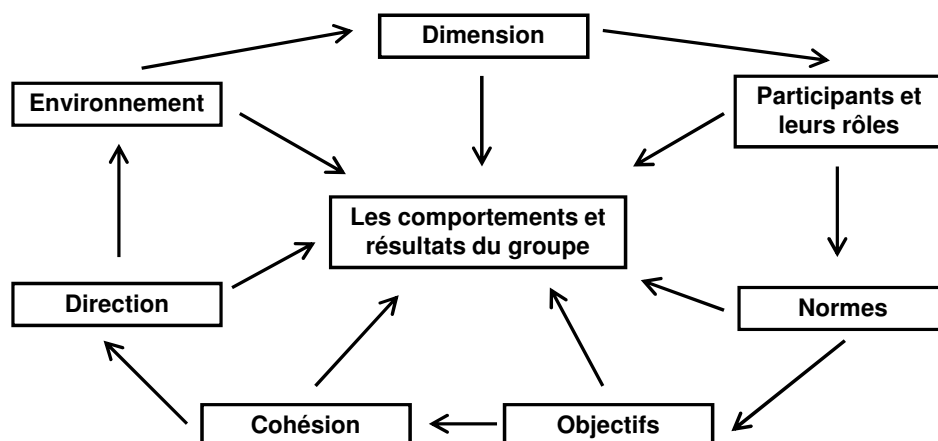 Dimension
Environnement
Participants et
leurs rôles
Les comportements et
résultats du groupe
Direction
Normes
Cohésion
Objectifs